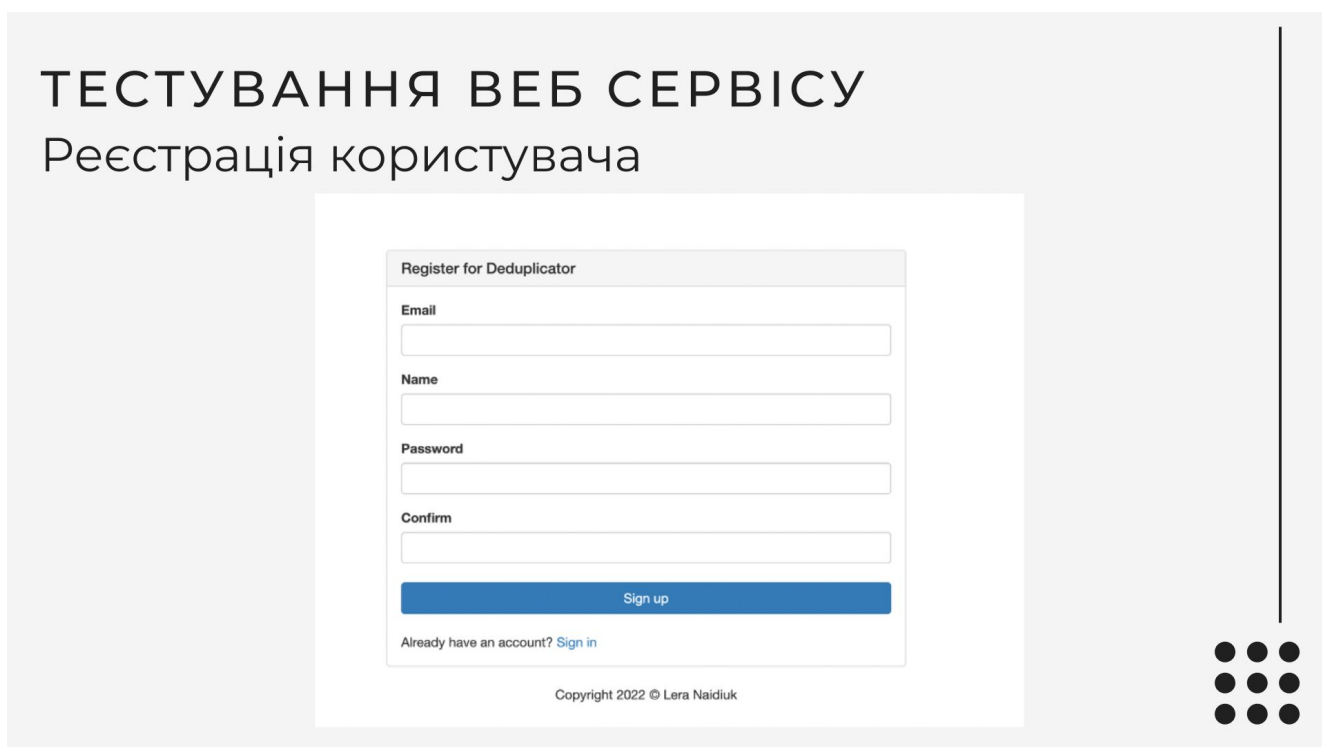 ТЕСТУВАННЯ ВЕБ СЕРВІСУ
Реєстрація користувача
Register for Deduplicator
Email
Name
Password
Confirm
Sign up
Already have an account? Sign in
Copyright 2022 © Lera Naidiuk